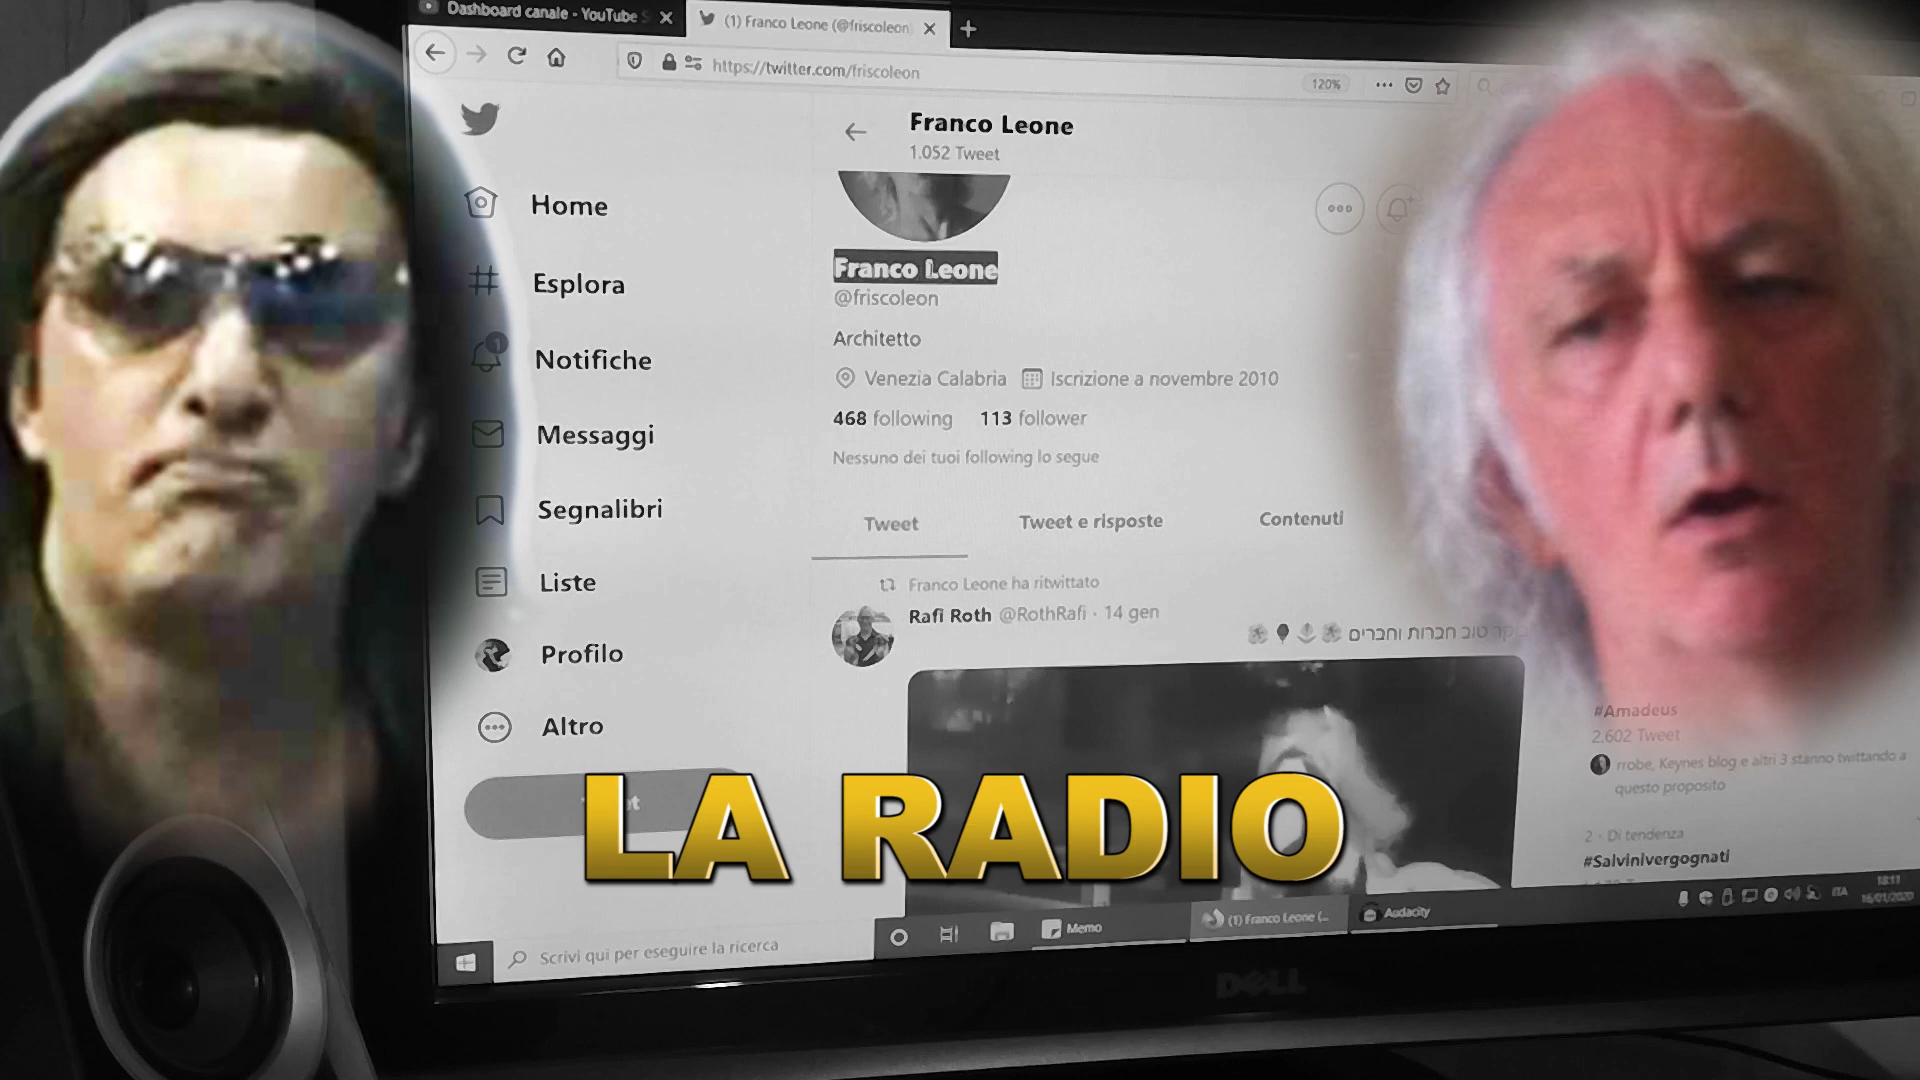 Dashboard canale - YouTube S
(1) Franco Leone (@friscoleon)
https://twitter.com/friscoleon
120%
Franco Leone
1.052 Tweet
Home
Esplora
Notifiche
1
Messaggi
Segnalibri
Liste
Profilo
Altro
Franco Leone
@friscoleon
Architetto
Venezia Calabria Iscrizione a novembre 2010
468 following 113 follower
Nessuno dei tuoi following lo segue
Tweet Tweet e risposte Contenuti
Franco Leone ha ritwittato
Rafi Roth @RothRafi · 14 gen
טוב חברות וחברים
#Amadeus
2.602 Tweet
rrobe, Keynes blog e altri 3 stanno twittando a
questo proposito
2 · Di tendenza
#Salvinivergognati
LA RADIO
Scrivi qui per eseguire la ricerca
Memo
(1) Franco Leone (...
Audacity
ITA
18:11
16/01/2020
DELL